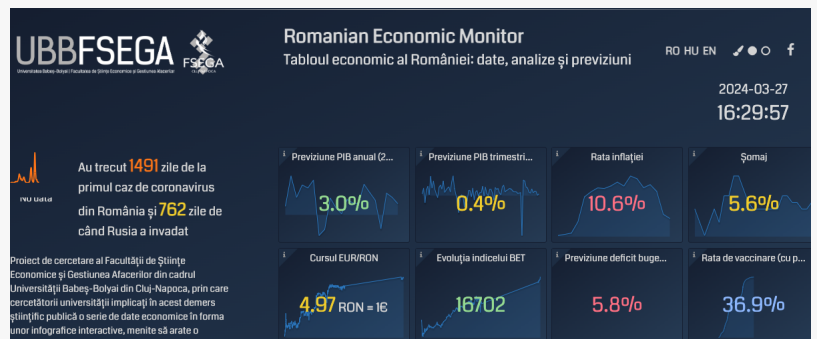 UBBFSEGA
Universitatea Babeș-Bolyai | Facultatea de Științe Economice și Gestiunea Afacerilor
FSEGA
Romanian Economic Monitor
Tabloul economic al României: date, analize și previziuni
RO HU EN
f
2024-03-27
16:29:57
No data
Au trecut 1491 zile de la
primul caz de coronavirus
din România și 762 zile de
când Rusia a invadat
Proiect de cercetare al Facultății de Științe
Economice și Gestiunea Afacerilor din cadrul
Universității Babeș-Bolyai din Cluj-Napoca, prin care
cercetătorii universității implicați în acest demers
științific publică o serie de date economice în forma
unor infografice interactive, menite să arate o
i Previziune PIB anual (2...
3.0%
i Previziune PIB trimestri...
0.4%
i Rata inflației
10.6%
i Șomaj
5.6%
i Cursul EUR/RON
4.97 RON = 1€
i Evoluția indicelui BET
16702
i Previziune deficit buge...
5.8%
i Rata de vaccinare (cu p...
36.9%